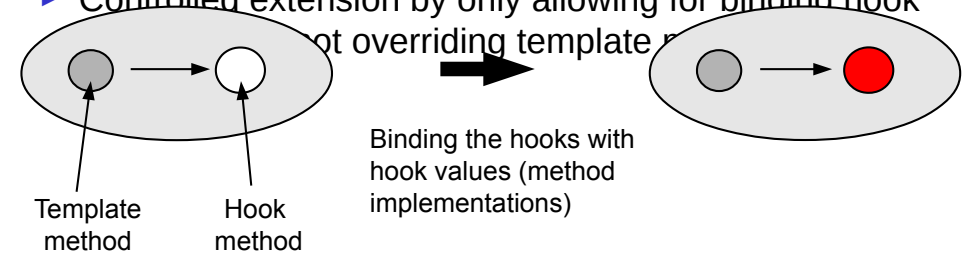 Controlled extension by only allowing for binding hook
not overriding template
Binding the hooks with
hook values (method
implementations)
Template
method
Hook
method